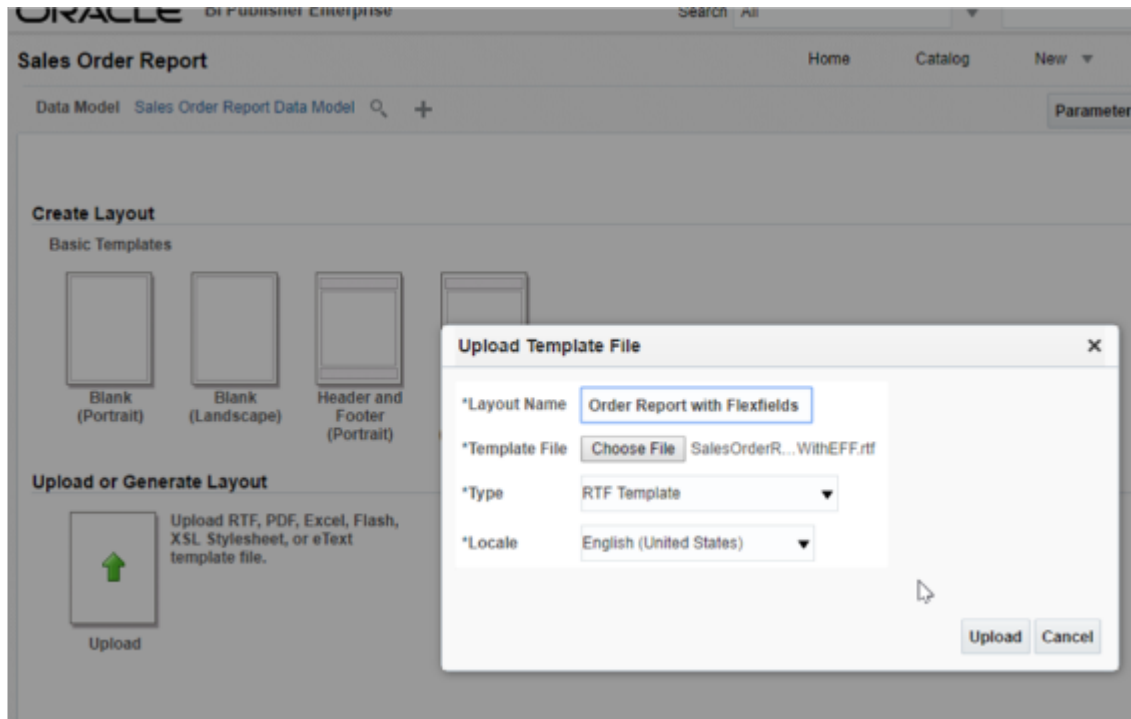 ORACLE BI Publisher Enterprise Search All
Sales Order Report Home Catalog New
Data Model Sales Order Report Data Model Parameter
Create Layout
Basic Templates
Blank
(Portrait)
Blank
(Landscape)
Header and
Footer
(Portrait)
Upload or Generate Layout
Upload RTF, PDF, Excel, Flash,
XSL Stylesheet, or eText
template file.
Upload
Upload Template File
*Layout Name Order Report with Flexfields
*Template File Choose File SalesOrderR...WithEFF.rtf
*Type RTF Template
*Locale English (United States)
Upload Cancel